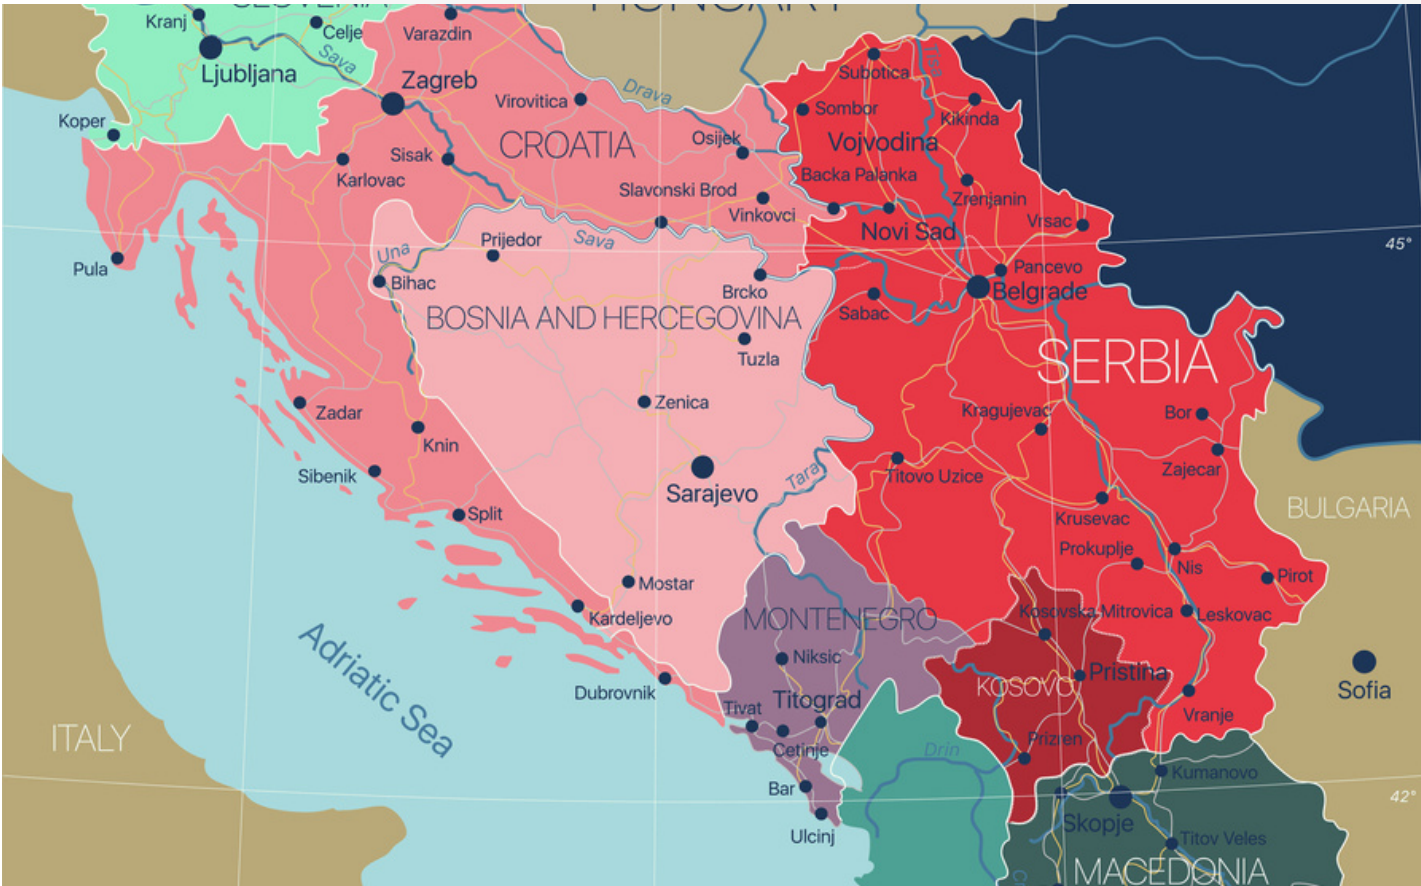 SLOVENIA
HUNGARY
Kranj
Celje
Varazdin
Ljubljana
Sava
Zagreb
Tisa
Subotica
Drava
Virovitica
Sombor
Kikinda
Koper
CROATIA
Osijek
Vojvodina
Sisak
Karlovac
Slavonski Brod
Backa Palanka
Zrenjanin
Vinkovci
Vrsac
Novi Sad
45°
Una
Prijedor
Sava
Pula
Bihac
Pancevo
Brcko
Belgrade
Sabac
BOSNIA AND HERCEGOVINA
Tuzla
SERBIA
Zenica
Zadar
Kragujevac
Bor
Knin
Sibenik
Tara
Titovo Uzice
Zajecar
Sarajevo
BULGARIA
Split
Krusevac
Prokuplje
Nis
Pirot
Mostar
Kardeljevo
MONTENEGRO
Kosovska Mitrovica
Leskovac
Adriatic Sea
Niksic
Pristina
KOSOVO
Sofia
Dubrovnik
Titograd
Tivat
Vranje
ITALY
Cetinje
Drin
Prizren
Kumanovo
Bar
42°
Skopje
Ulcinj
Titov Veles
MACEDONIA